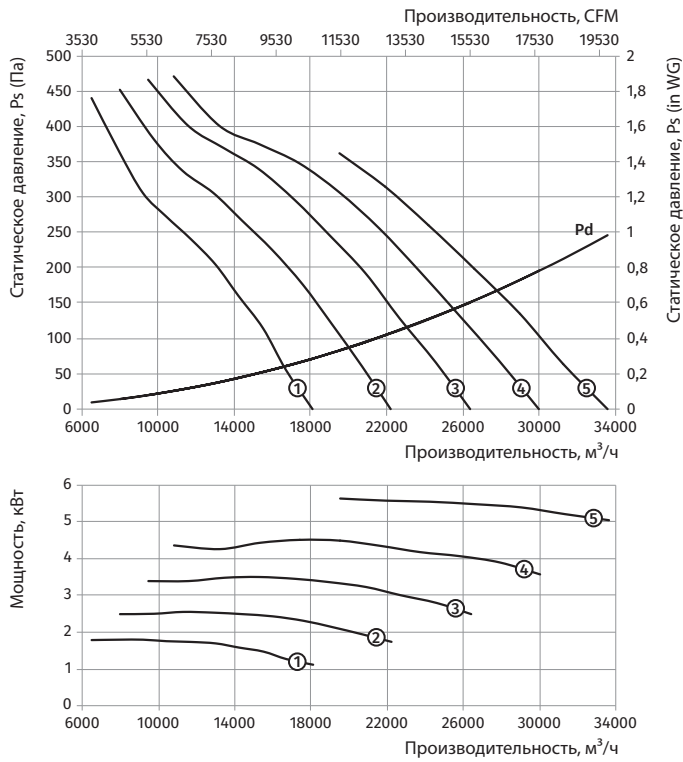 Производительность, CFM
3530 5530 7530 9530 11530 13530 15530 17530 19530
Статическое давление, Ps (Па)
500 450 400 350 300 250 200 150 100 50 0
Статическое давление, Ps (in WG)
2 1,8 1,6 1,4 1,2 1 0,8 0,6 0,4 0,2 0
Pd
1 2 3 4 5
6000 10000 14000 18000 22000 26000 30000 34000
Производительность, м³/ч
Мощность, кВт
6 5 4 3 2 1 0
5
4
3
2
1
6000 10000 14000 18000 22000 26000 30000 34000
Производительность, м³/ч